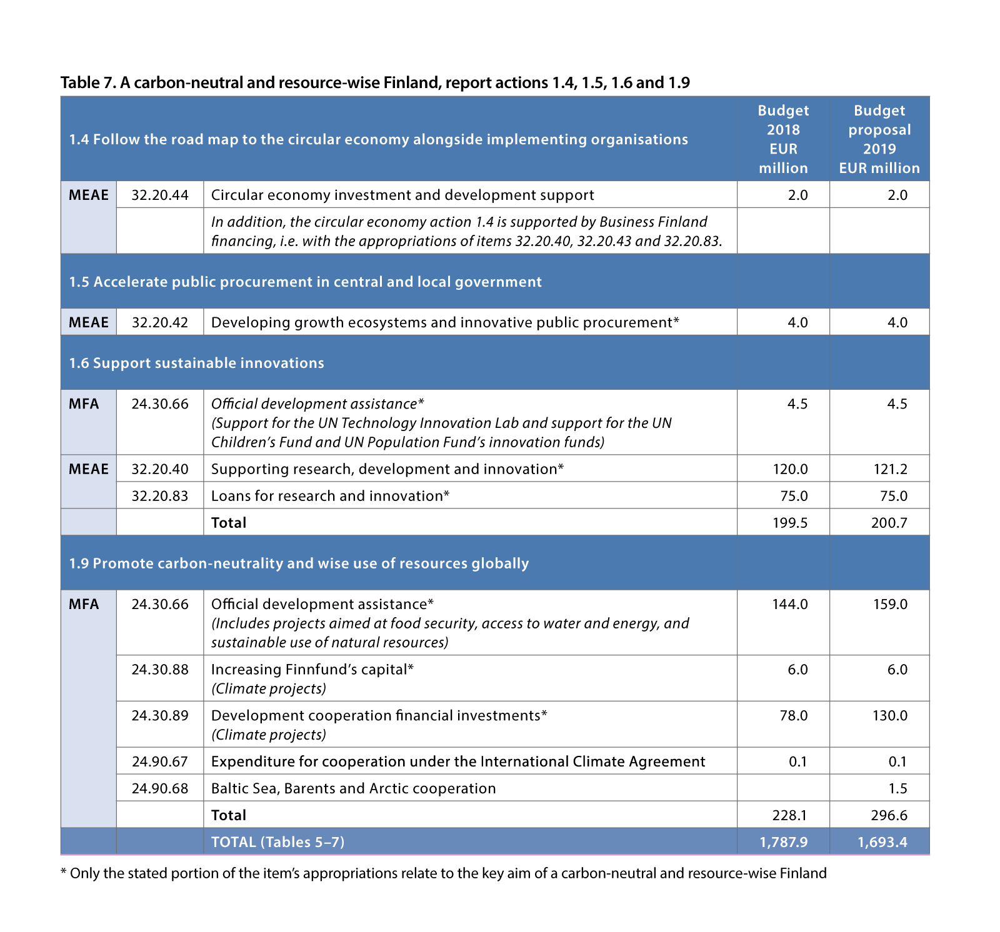 Table 7. A carbon-neutral and resource-wise Finland, report actions 1.4, 1.5, 1.6 and 1.9
1.4 Follow the road map to the circular economy alongside implementing organisations
Budget
2018
EUR
million
Budget
proposal
2019
EUR million
MEAE 32.20.44 Circular economy investment and development support 2.0 2.0
In addition, the circular economy action 1.4 is supported by Business Finland
financing, i.e. with the appropriations of items 32.20.40, 32.20.43 and 32.20.83.
1.5 Accelerate public procurement in central and local government
MEAE 32.20.42 Developing growth ecosystems and innovative public procurement* 4.0 4.0
1.6 Support sustainable innovations
MFA 24.30.66 Official development assistance* 4.5 4.5
(Support for the UN Technology Innovation Lab and support for the UN
Children’s Fund and UN Population Fund’s innovation funds)
MEAE 32.20.40 Supporting research, development and innovation* 120.0 121.2
32.20.83 Loans for research and innovation* 75.0 75.0
Total 199.5 200.7
1.9 Promote carbon-neutrality and wise use of resources globally
MFA 24.30.66 Official development assistance* 144.0 159.0
(Includes projects aimed at food security, access to water and energy, and
sustainable use of natural resources)
24.30.88 Increasing Finnfund’s capital* 6.0 6.0
(Climate projects)
24.30.89 Development cooperation financial investments* 78.0 130.0
(Climate projects)
24.90.67 Expenditure for cooperation under the International Climate Agreement 0.1 0.1
24.90.68 Baltic Sea, Barents and Arctic cooperation 1.5
Total 228.1 296.6
TOTAL (Tables 5–7) 1,787.9 1,693.4
* Only the stated portion of the item’s appropriations relate to the key aim of a carbon-neutral and resource-wise Finland